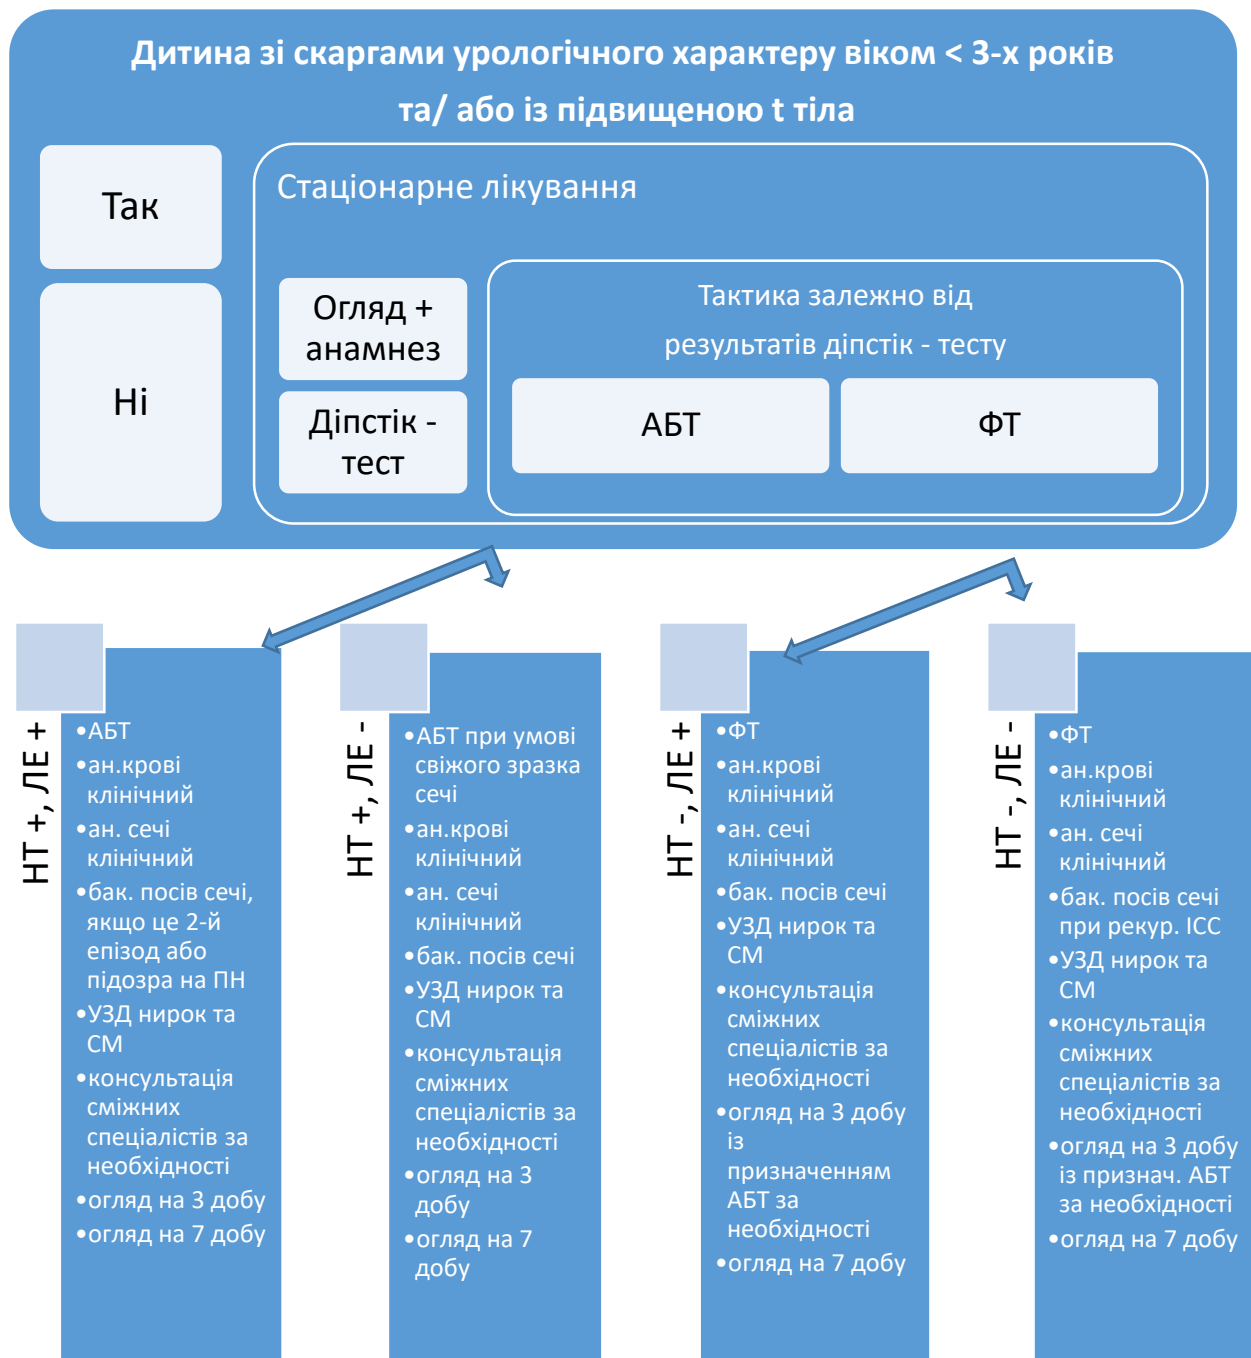 Дитина зі скаргами урологічного характеру віком < 3-х років
та/ або із підвищеною t тіла
Так
Стаціонарне лікування
Ні
Огляд +
анамнез
Діпстік -
тест
Тактика залежно від
результатів діпстік - тесту
АБТ
ФТ
НТ +, ЛЕ +
•АБТ
•ан.крові
клінічний
•ан. сечі
клінічний
•бак. посів сечі,
якщо це 2-й
епізод або
підозра на ПН
•УЗД нирок та
СМ
•консультація
сміжних
спеціалістів за
необхідності
•огляд на 3 добу
•огляд на 7 добу
НТ +, ЛЕ -
•АБТ при умові
свіжого зразка
сечі
•ан.крові
клінічний
•ан. сечі
клінічний
•бак. посів сечі
•УЗД нирок та
СМ
•консультація
сміжних
спеціалістів за
необхідності
•огляд на 3
добу
•огляд на 7
добу
НТ -, ЛЕ +
•ФТ
•ан.крові
клінічний
•ан. сечі
клінічний
•бак. посів сечі
•УЗД нирок та
СМ
•консультація
сміжних
спеціалістів за
необхідності
•огляд на 3 добу
із
призначенням
АБТ за
необхідності
•огляд на 7 добу
НТ -, ЛЕ -
•ФТ
•ан.крові
клінічний
•ан. сечі
клінічний
•бак. посів сечі
при рекур. ІСС
•УЗД нирок та
СМ
•консультація
сміжних
спеціалістів за
необхідності
•огляд на 3 добу
із признач. АБТ
за необхідності
•огляд на 7 добу